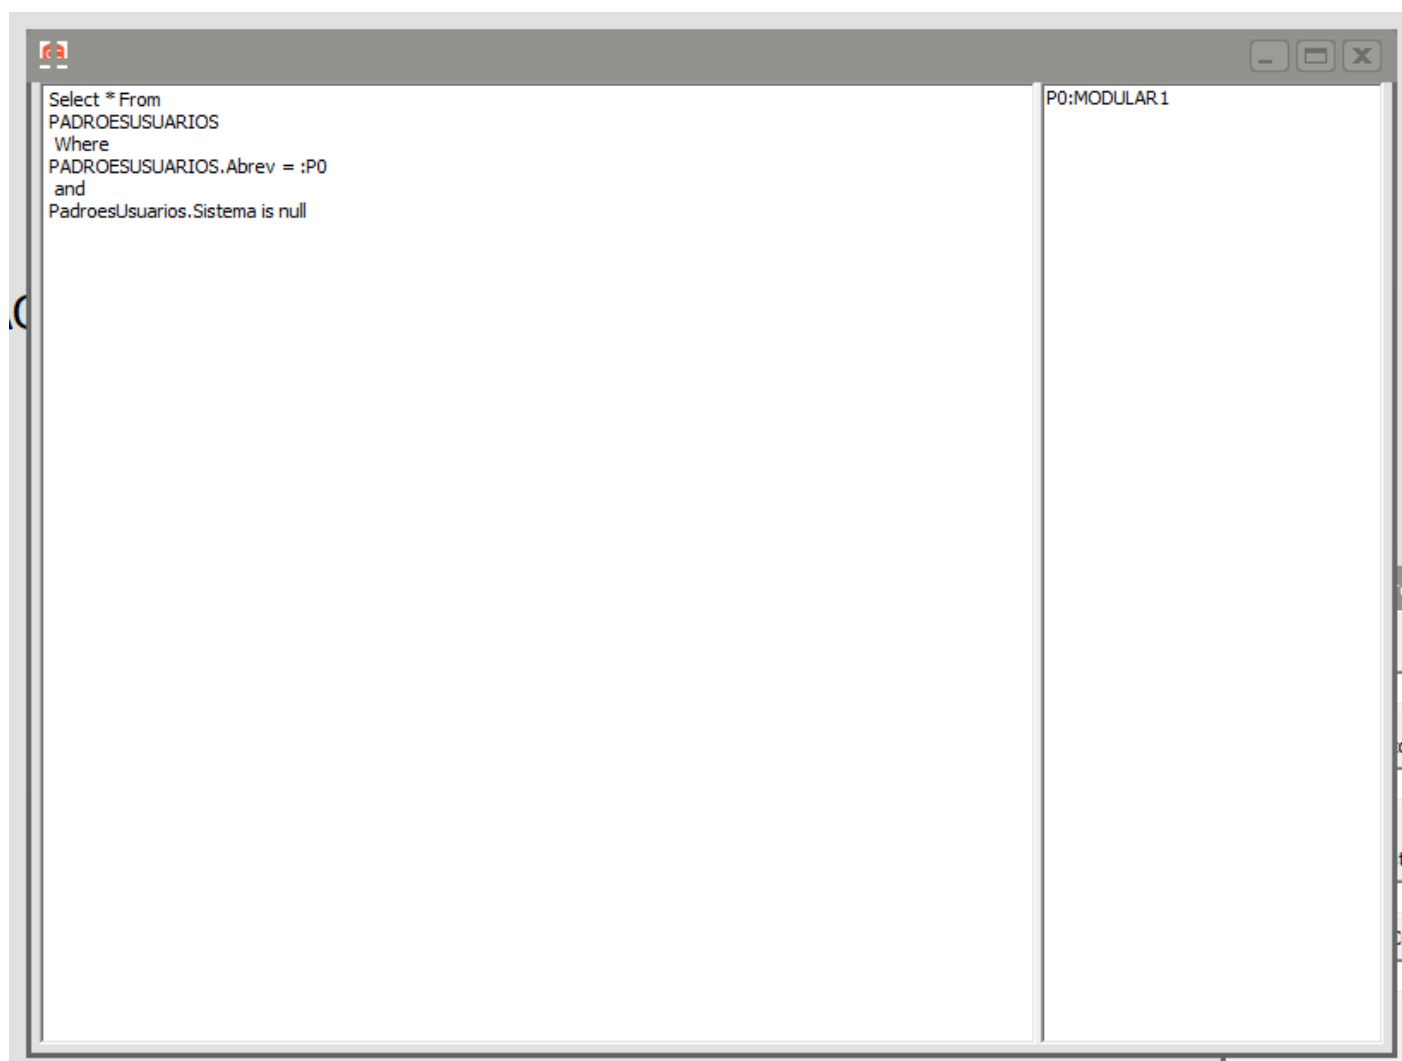 Select * From
PADROESUSUARIOS
Where
PADROESUSUARIOS.Abrev = :P0
and
PadroesUsuarios.Sistema is null
P0:MODULAR1